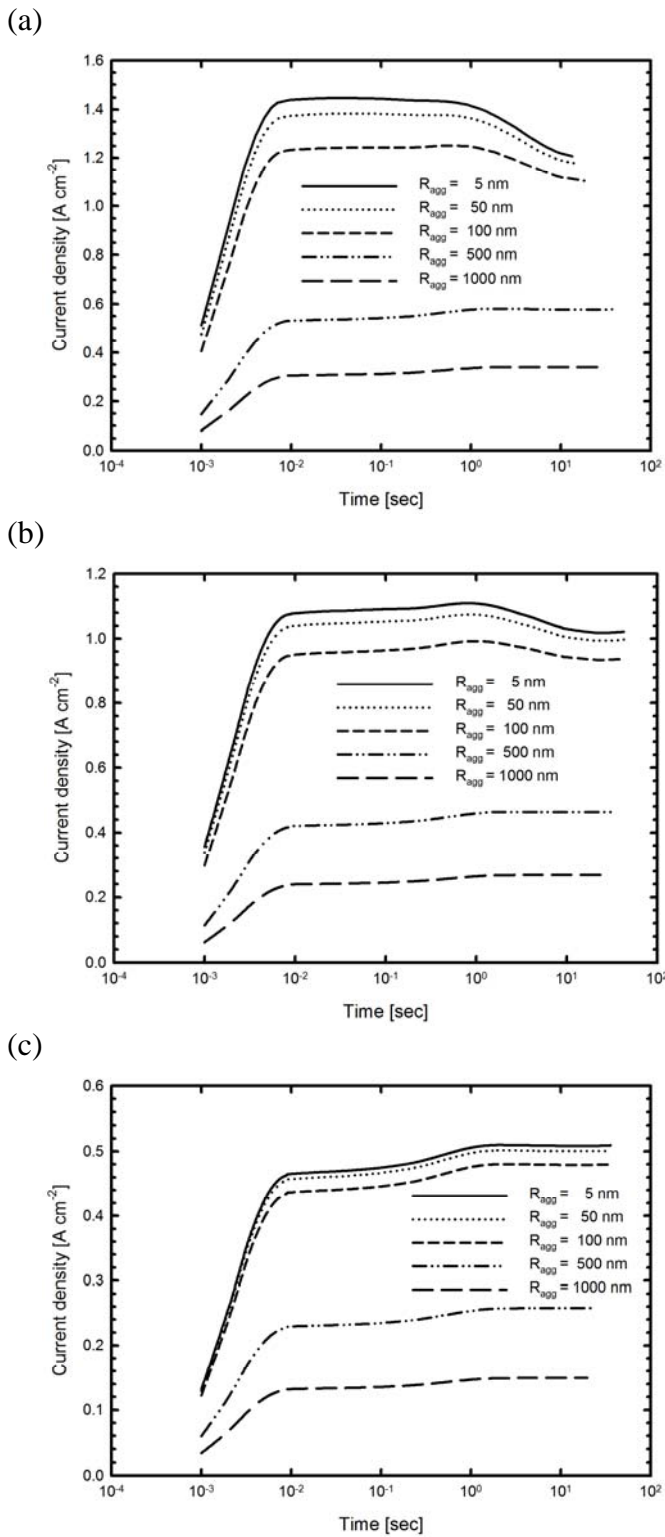 (a)
1.6
1.4
1.2
1.0
0.8
0.6
0.4
0.2
0.0
Current density [A cm⁻²]
R_agg = 5 nm
R_agg = 50 nm
R_agg = 100 nm
R_agg = 500 nm
R_agg = 1000 nm
10⁻⁴ 10⁻³ 10⁻² 10⁻¹ 10⁰ 10¹ 10²
Time [sec]
(b)
1.2
1.0
0.8
0.6
0.4
0.2
0.0
Current density [A cm⁻²]
R_agg = 5 nm
R_agg = 50 nm
R_agg = 100 nm
R_agg = 500 nm
R_agg = 1000 nm
10⁻⁴ 10⁻³ 10⁻² 10⁻¹ 10⁰ 10¹ 10²
Time [sec]
(c)
0.6
0.5
0.4
0.3
0.2
0.1
0.0
Current density [A cm⁻²]
R_agg = 5 nm
R_agg = 50 nm
R_agg = 100 nm
R_agg = 500 nm
R_agg = 1000 nm
10⁻⁴ 10⁻³ 10⁻² 10⁻¹ 10⁰ 10¹ 10²
Time [sec]